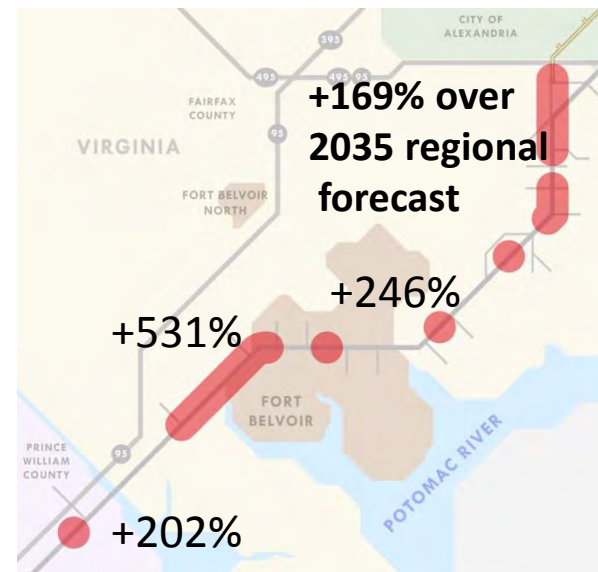 CITY OF
ALEXANDRIA
395
495
495 95
+169% over
2035 regional
forecast
FAIRFAX
COUNTY
95
VIRGINIA
FORT BELVOIR
NORTH
+246%
+531%
FORT
BELVOIR
PRINCE
WILLIAM
COUNTY
95
POTOMAC RIVER
+202%